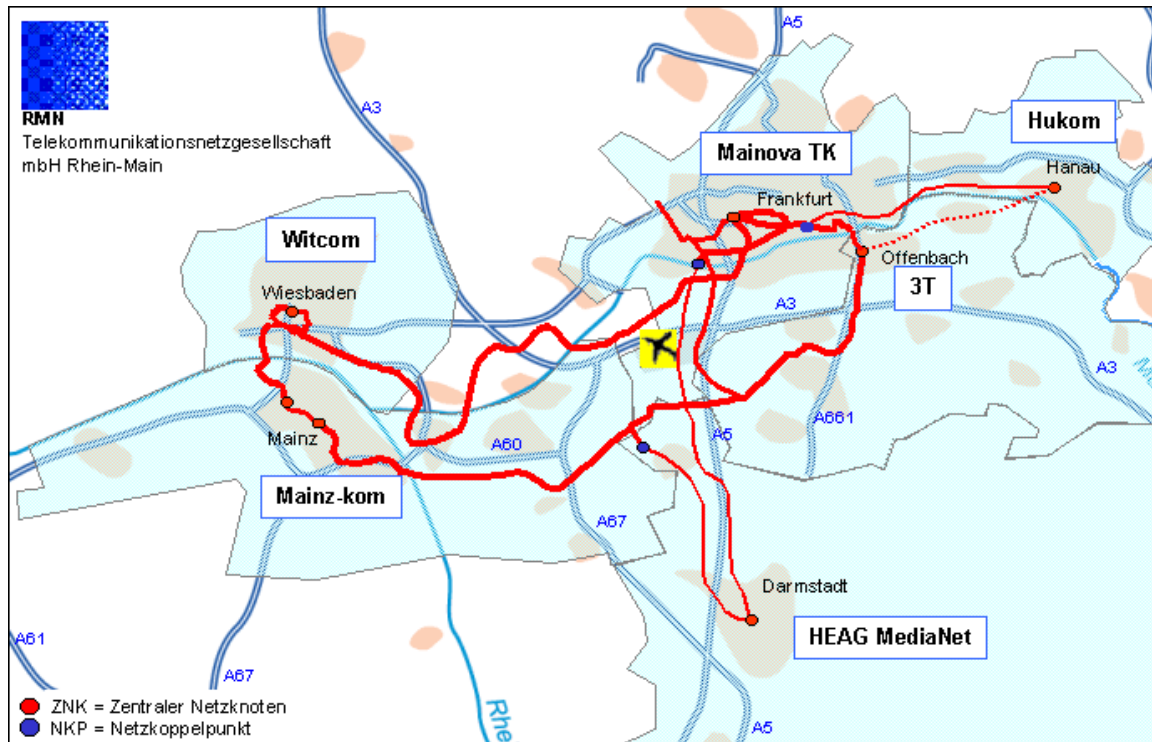 RMN
Telekommunikationsnetzgesellschaft
mbH Rhein-Main
A5
A3
Hukom
Mainova TK
Hanau
Frankfurt
Witcom
Offenbach
3T
Wiesbaden
A3
A3
A661
Mainz
A60
A5
Mainz-kom
A67
Darmstadt
HEAG MediaNet
A61
A67
ZNK = Zentraler Netzknoten
Rhe
NKP = Netzkoppelpunkt
A5